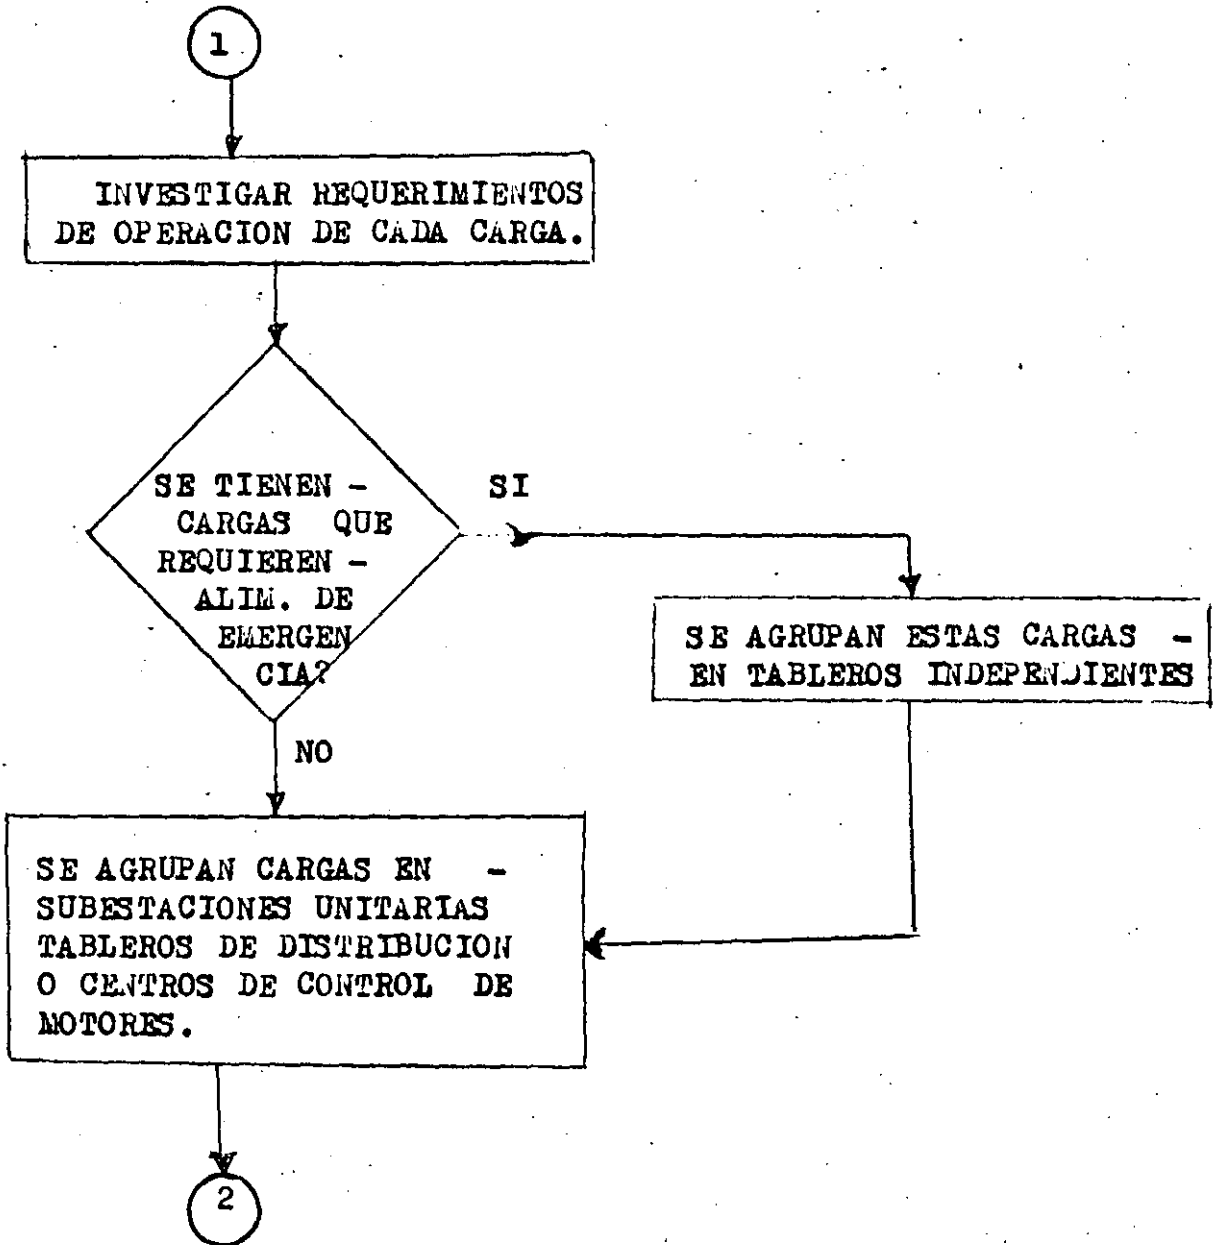 1
INVESTIGAR REQUERIMIENTOS
DE OPERACION DE CADA CARGA.
SE TIENEN -
CARGAS QUE
REQUIEREN -
ALIM. DE
EMERGEN
CIA?
SI
SE AGRUPAN ESTAS CARGAS -
EN TABLEROS INDEPENDIENTES
NO
SE AGRUPAN CARGAS EN -
SUBESTACIONES UNITARIAS
TABLEROS DE DISTRIBUCION
O CENTROS DE CONTROL DE
MOTORES.
2